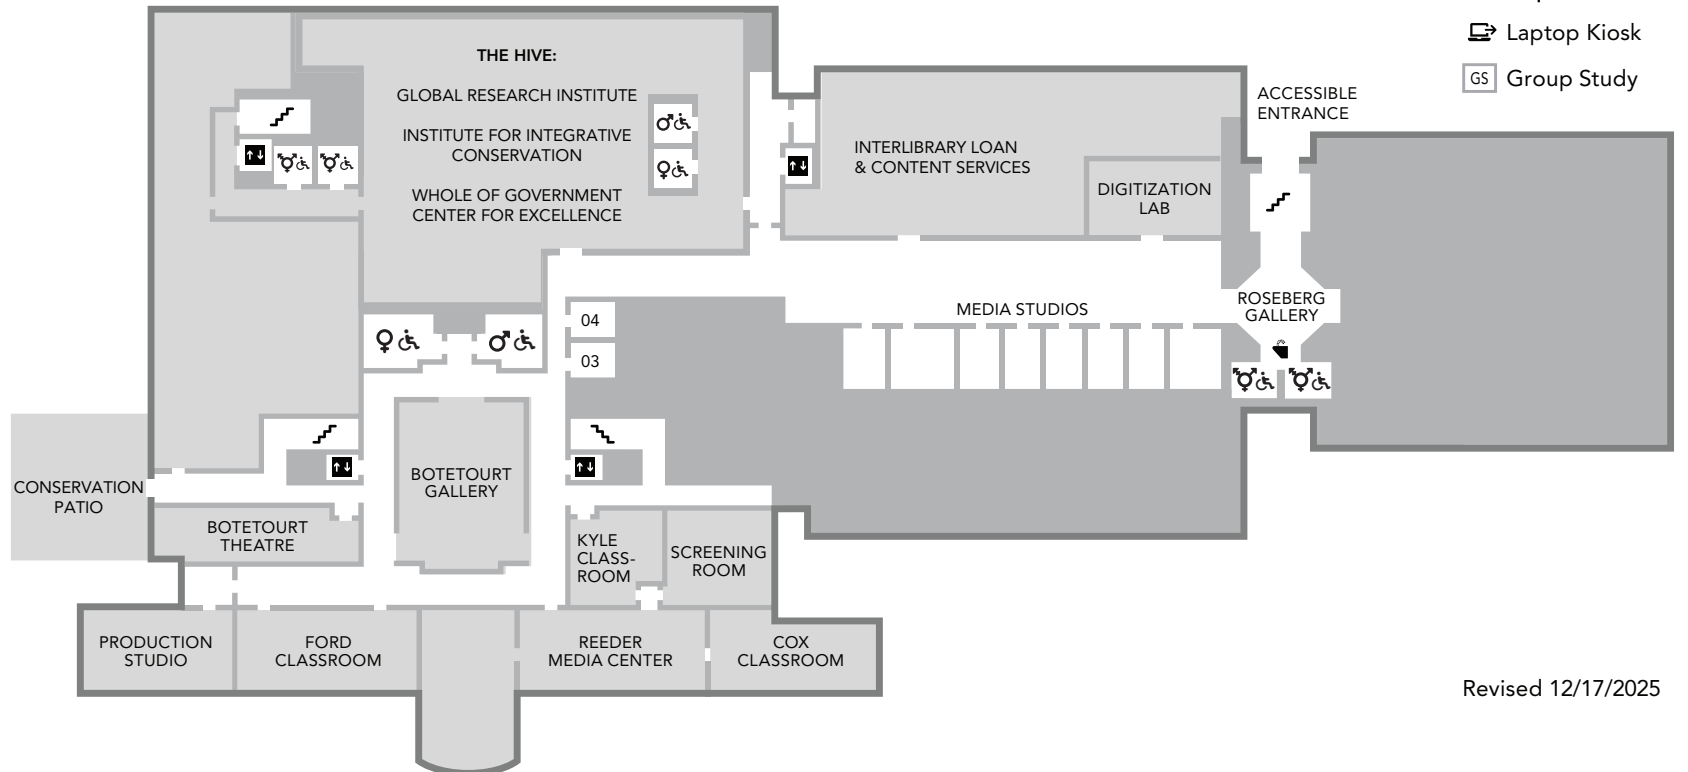 Laptop Kiosk
GS Group Study
THE HIVE:
GLOBAL RESEARCH INSTITUTE
INSTITUTE FOR INTEGRATIVE
CONSERVATION
WHOLE OF GOVERNMENT
CENTER FOR EXCELLENCE
INTERLIBRARY LOAN
& CONTENT SERVICES
DIGITIZATION
LAB
ACCESSIBLE
ENTRANCE
ROSEBERG
GALLERY
MEDIA STUDIOS
04
03
BOTETOURT
GALLERY
CONSERVATION
PATIO
BOTETOURT
THEATRE
KYLE
CLASS-
ROOM
SCREENING
ROOM
PRODUCTION
STUDIO
FORD
CLASSROOM
REEDER
MEDIA CENTER
COX
CLASSROOM
Revised 12/17/2025